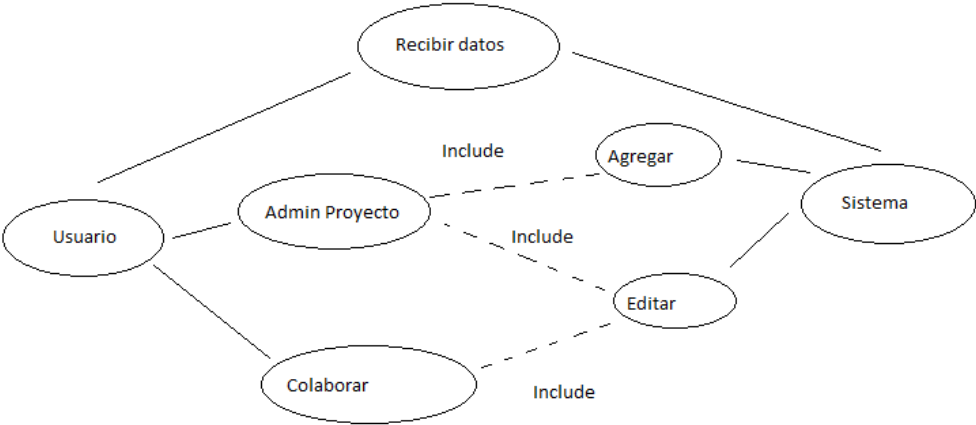 Recibir datos
Include
Agregar
Admin Proyecto
Sistema
Usuario
Include
Editar
Colaborar
Include